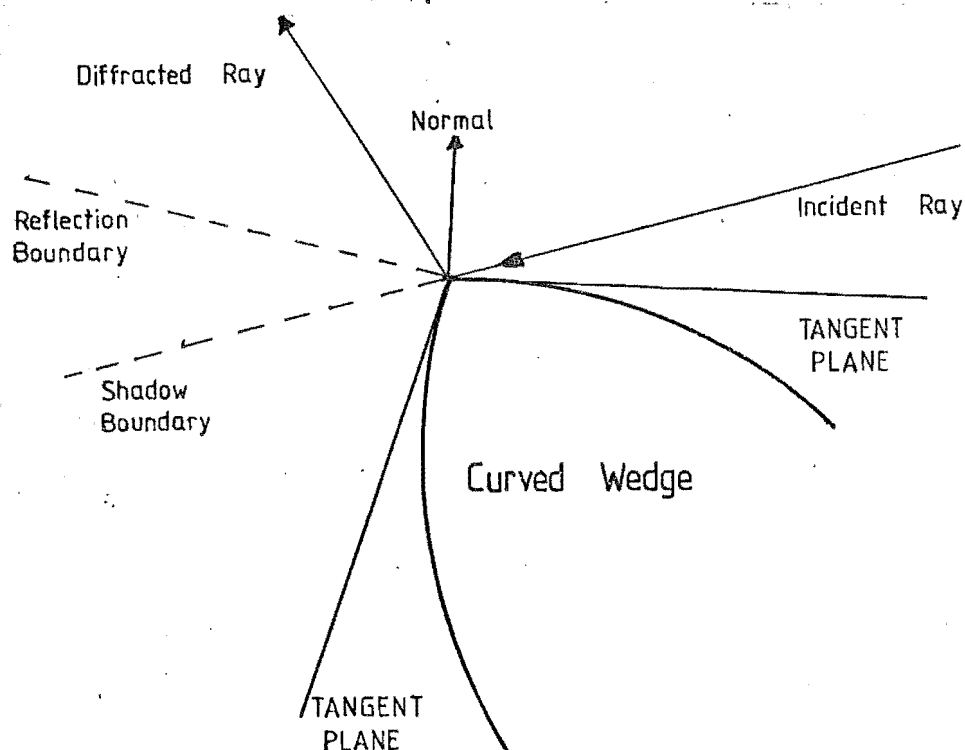 Diffracted Ray
Normal
Incident Ray
Reflection
Boundary
TANGENT
PLANE
Shadow
Boundary
Curved Wedge
TANGENT
PLANE